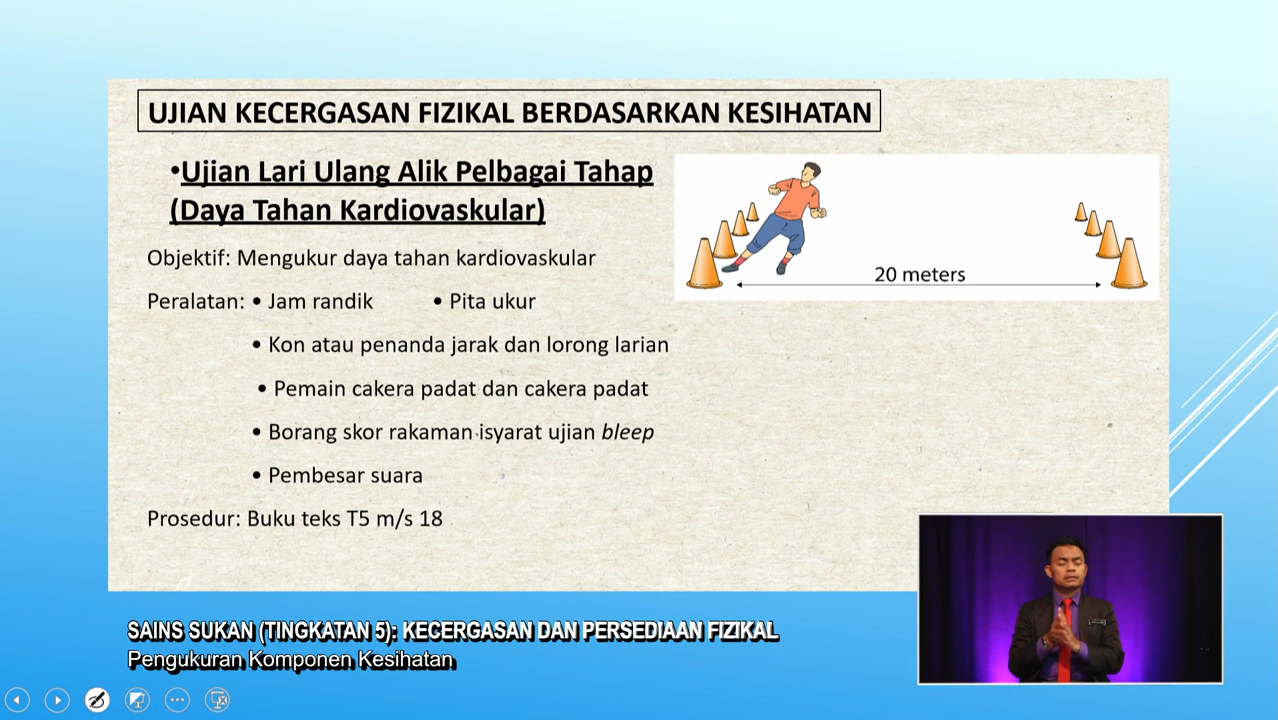 UJIAN KECERGASAN FIZIKAL BERDASARKAN KESIHATAN
•Ujian Lari Ulang Alik Pelbagai Tahap
(Daya Tahan Kardiovaskular)
Objektif: Mengukur daya tahan kardiovaskular
Peralatan: • Jam randik • Pita ukur
• Kon atau penanda jarak dan lorong larian
• Pemain cakera padat dan cakera padat
• Borang skor rakaman isyarat ujian bleep
• Pembesar suara
Prosedur: Buku teks T5 m/s 18
20 meters
SAINS SUKAN (TINGKATAN 5): KECERGASAN DAN PERSEDIAAN FIZIKAL
Pengukuran Komponen Kesihatan